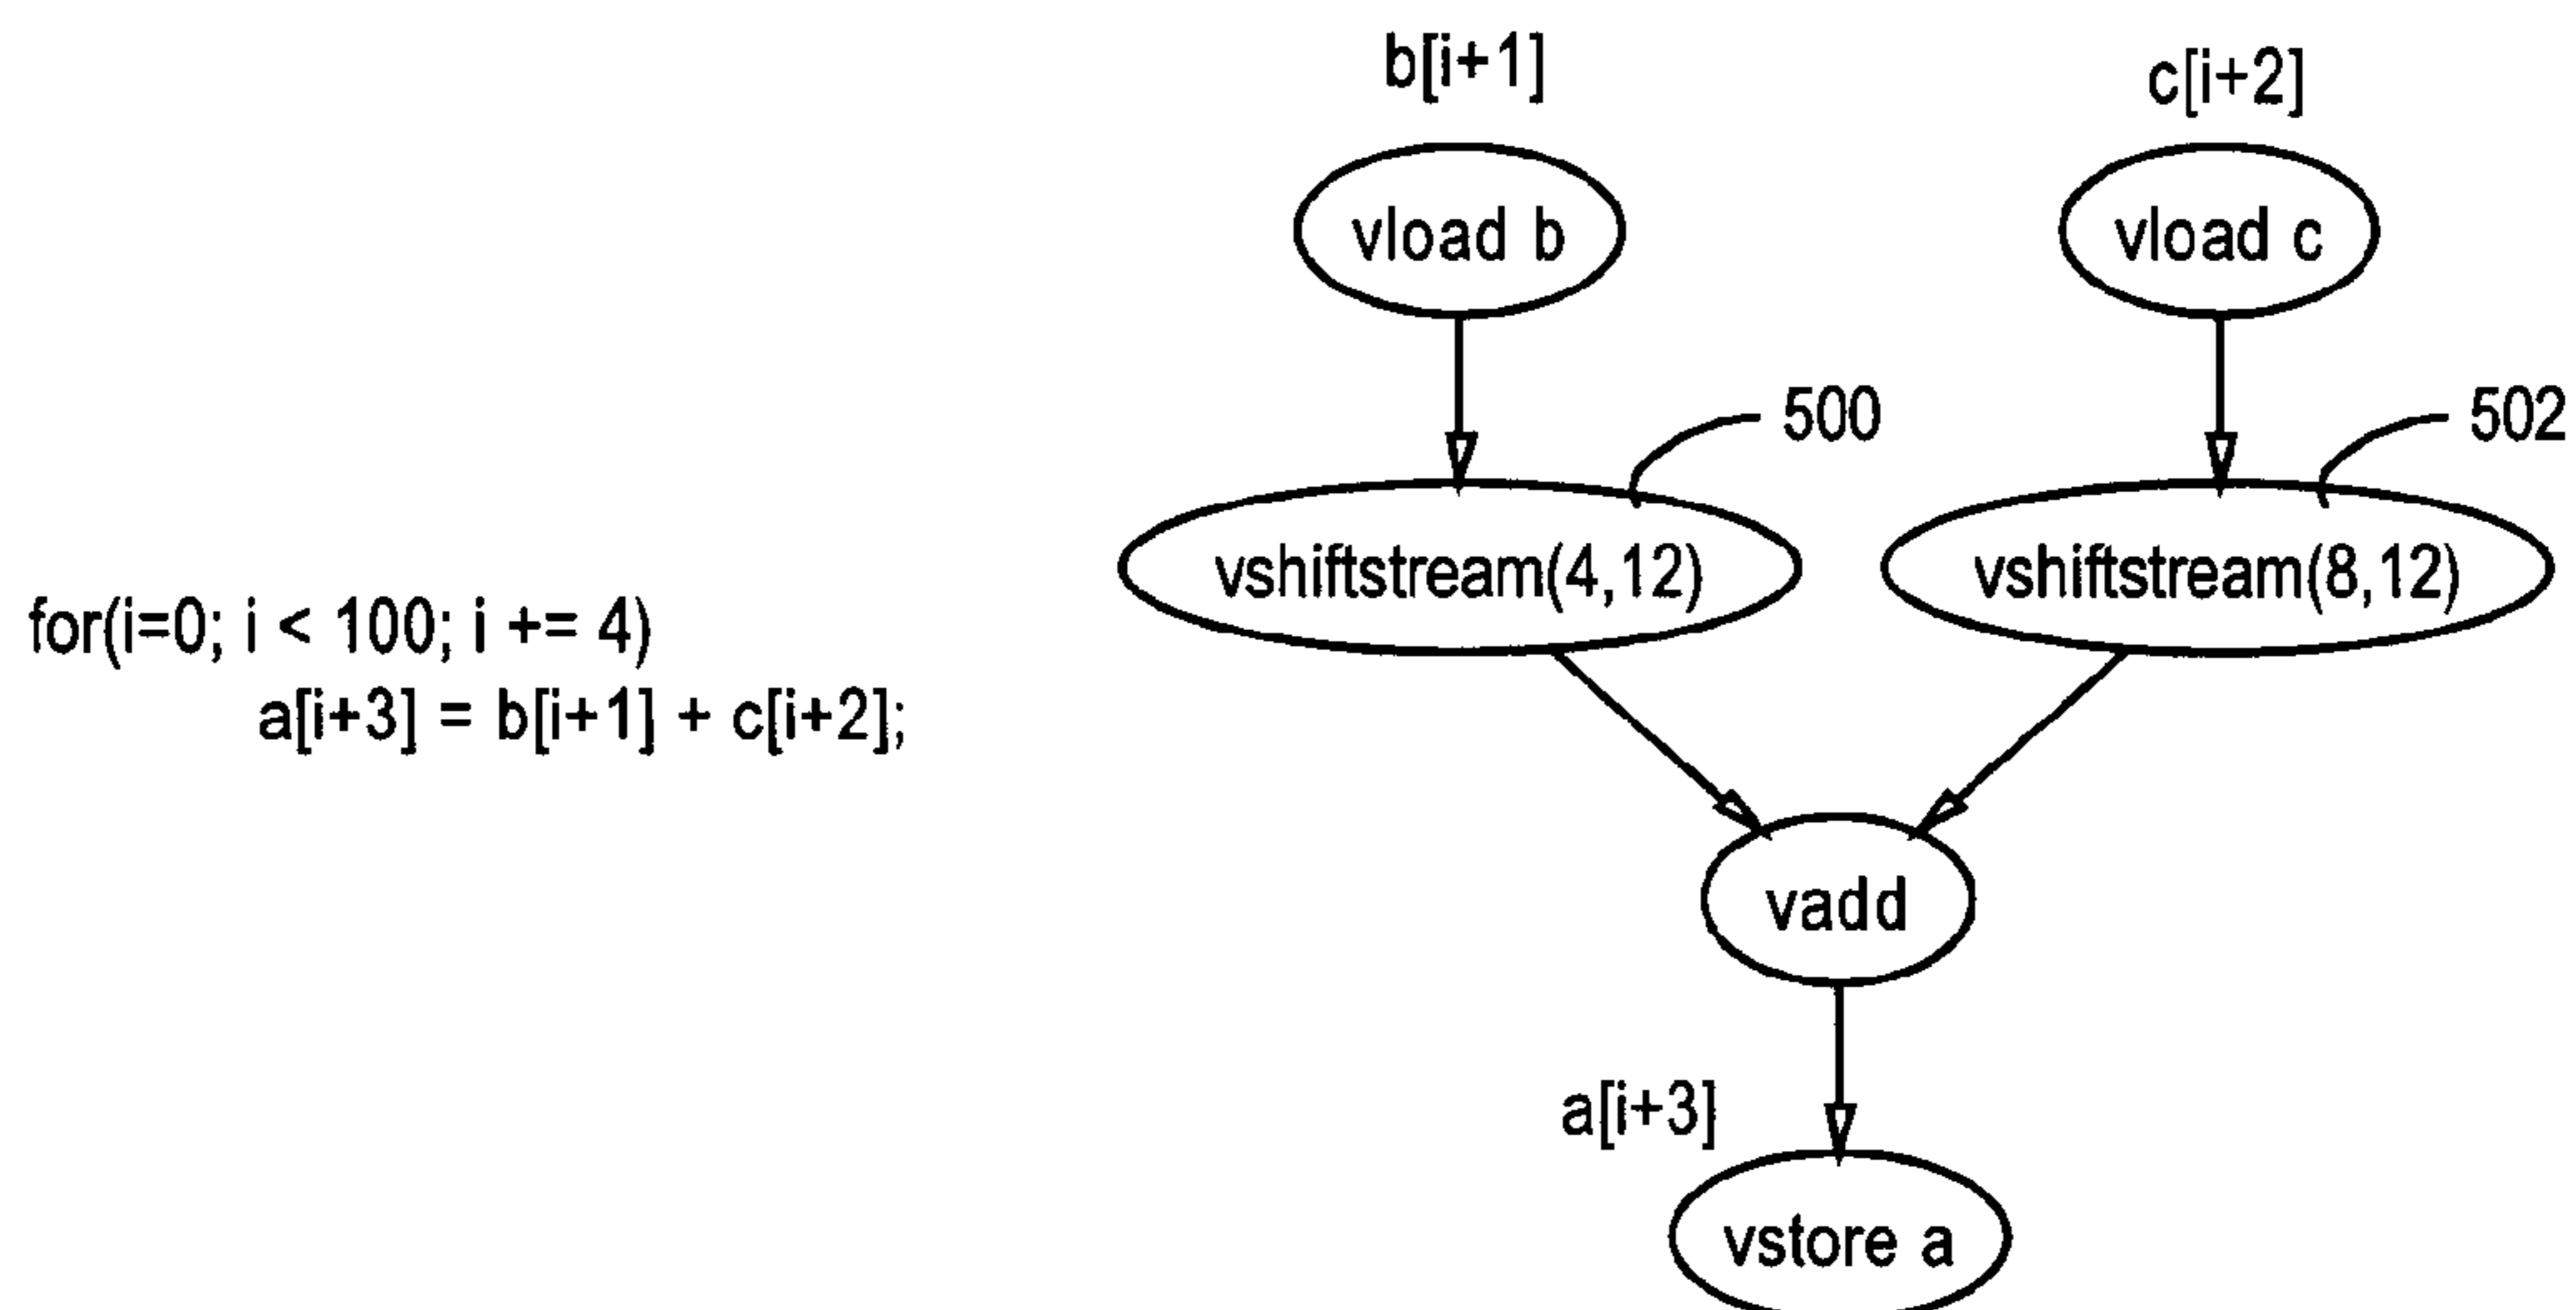 b[i+1]
c[i+2]
vload b
vload c
500
502
vshiftstream(4,12)
vshiftstream(8,12)
for(i=0; i < 100; i += 4)
a[i+3] = b[i+1] + c[i+2];
vadd
a[i+3]
vstore a